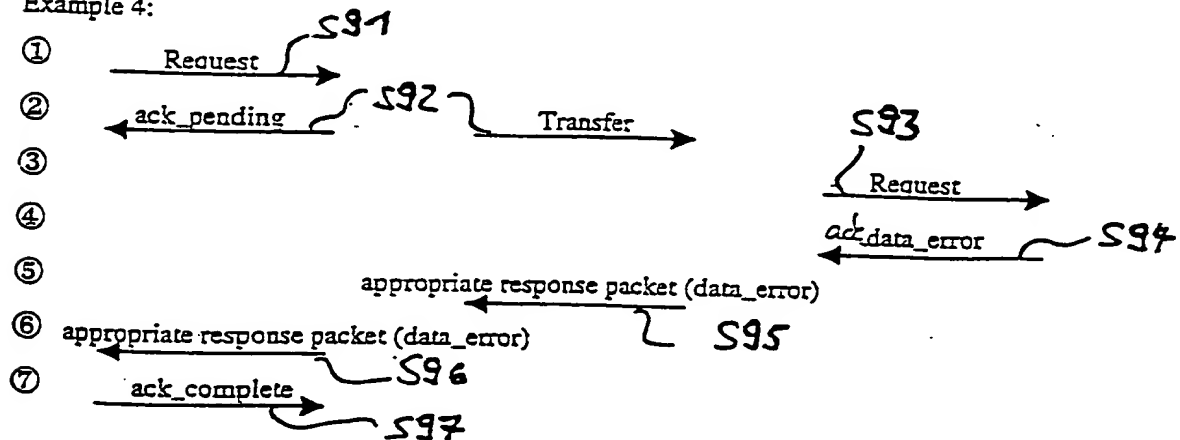 Example 4:
S91
① Request
② ack_pending S92 Transfer
S93
③ Request
④ ack_data_error S94
⑤ appropriate response packet (data_error)
S95
⑥ appropriate response packet (data_error)
S96
⑦ ack_complete
S97